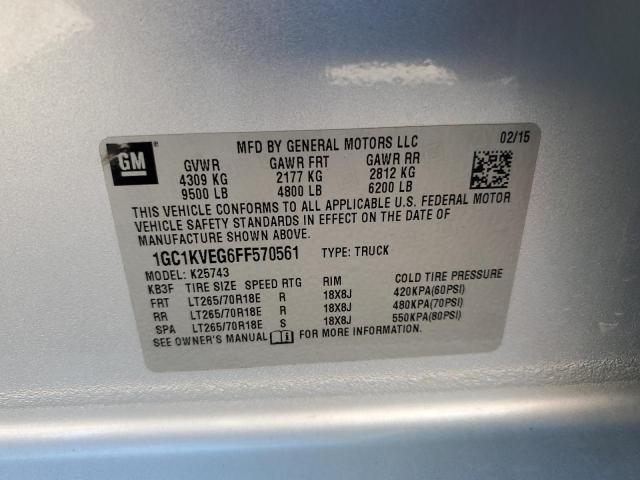 MFD BY GENERAL MOTORS LLC 02/15
GM
GVWR GAWR FRT GAWR RR
4309 KG 2177 KG 2812 KG
9500 LB 4800 LB 6200 LB
THIS VEHICLE CONFORMS TO ALL APPLICABLE U.S. FEDERAL MOTOR
VEHICLE SAFETY STANDARDS IN EFFECT ON THE DATE OF
MANUFACTURE SHOWN ABOVE.
1GC1KVEG6FF570561 TYPE: TRUCK
MODEL: K25743
KB3F TIRE SIZE SPEED RTG RIM COLD TIRE PRESSURE
FRT LT265/70R18E R 18X8J 420KPA(60PSI)
RR LT265/70R18E R 18X8J 480KPA(70PSI)
SPA LT265/70R18E S 18X8J 550KPA(80PSI)
SEE OWNER'S MANUAL FOR MORE INFORMATION.